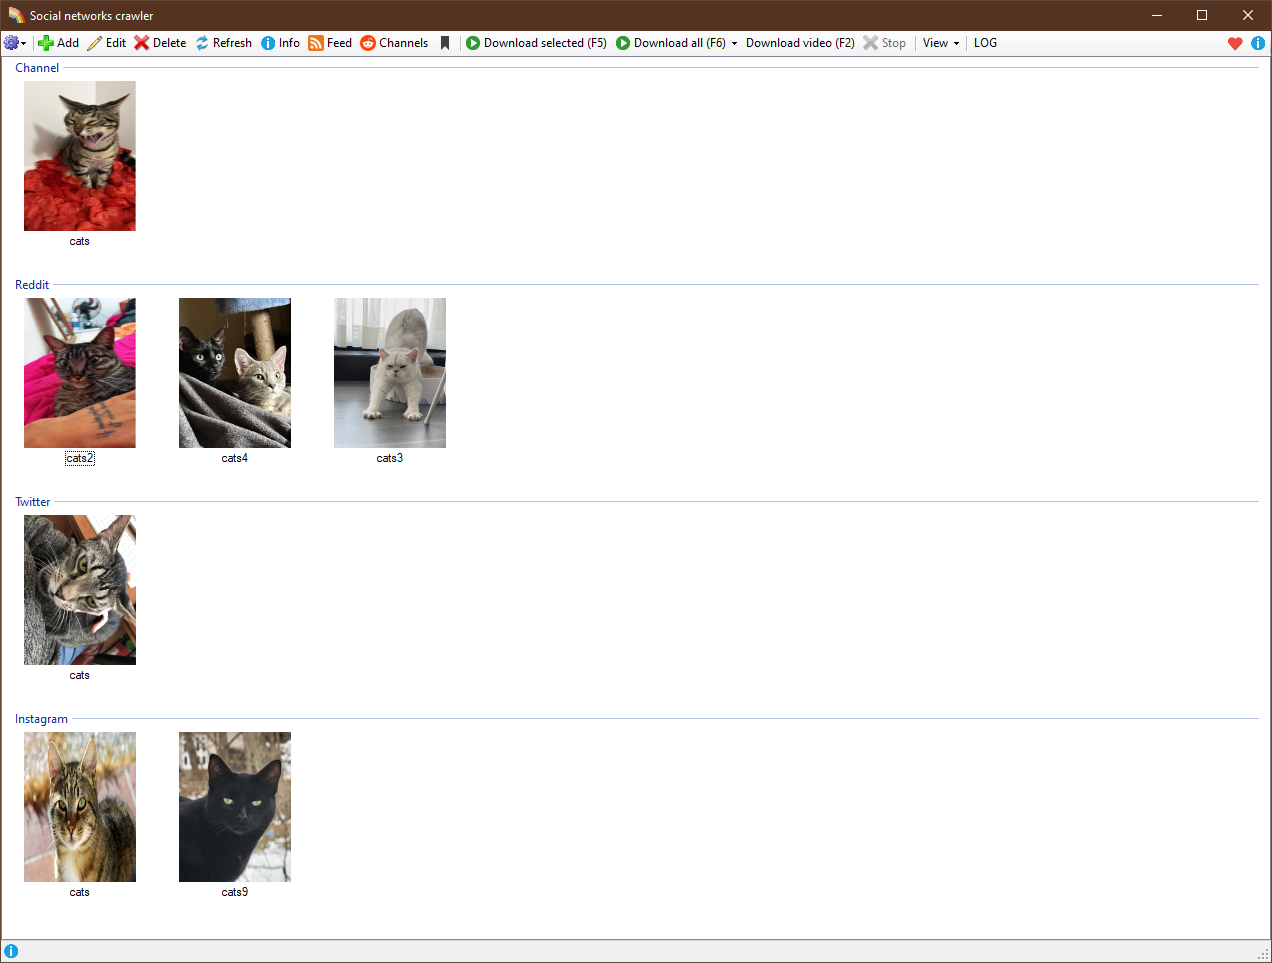 Social networks crawler
Add Edit Delete Refresh Info Feed Channels Download selected (F5) Download all (F6) Download video (F2) Stop View LOG
Channel
cats
Reddit
cats2 cats4 cats3
Twitter
cats
Instagram
cats cats9